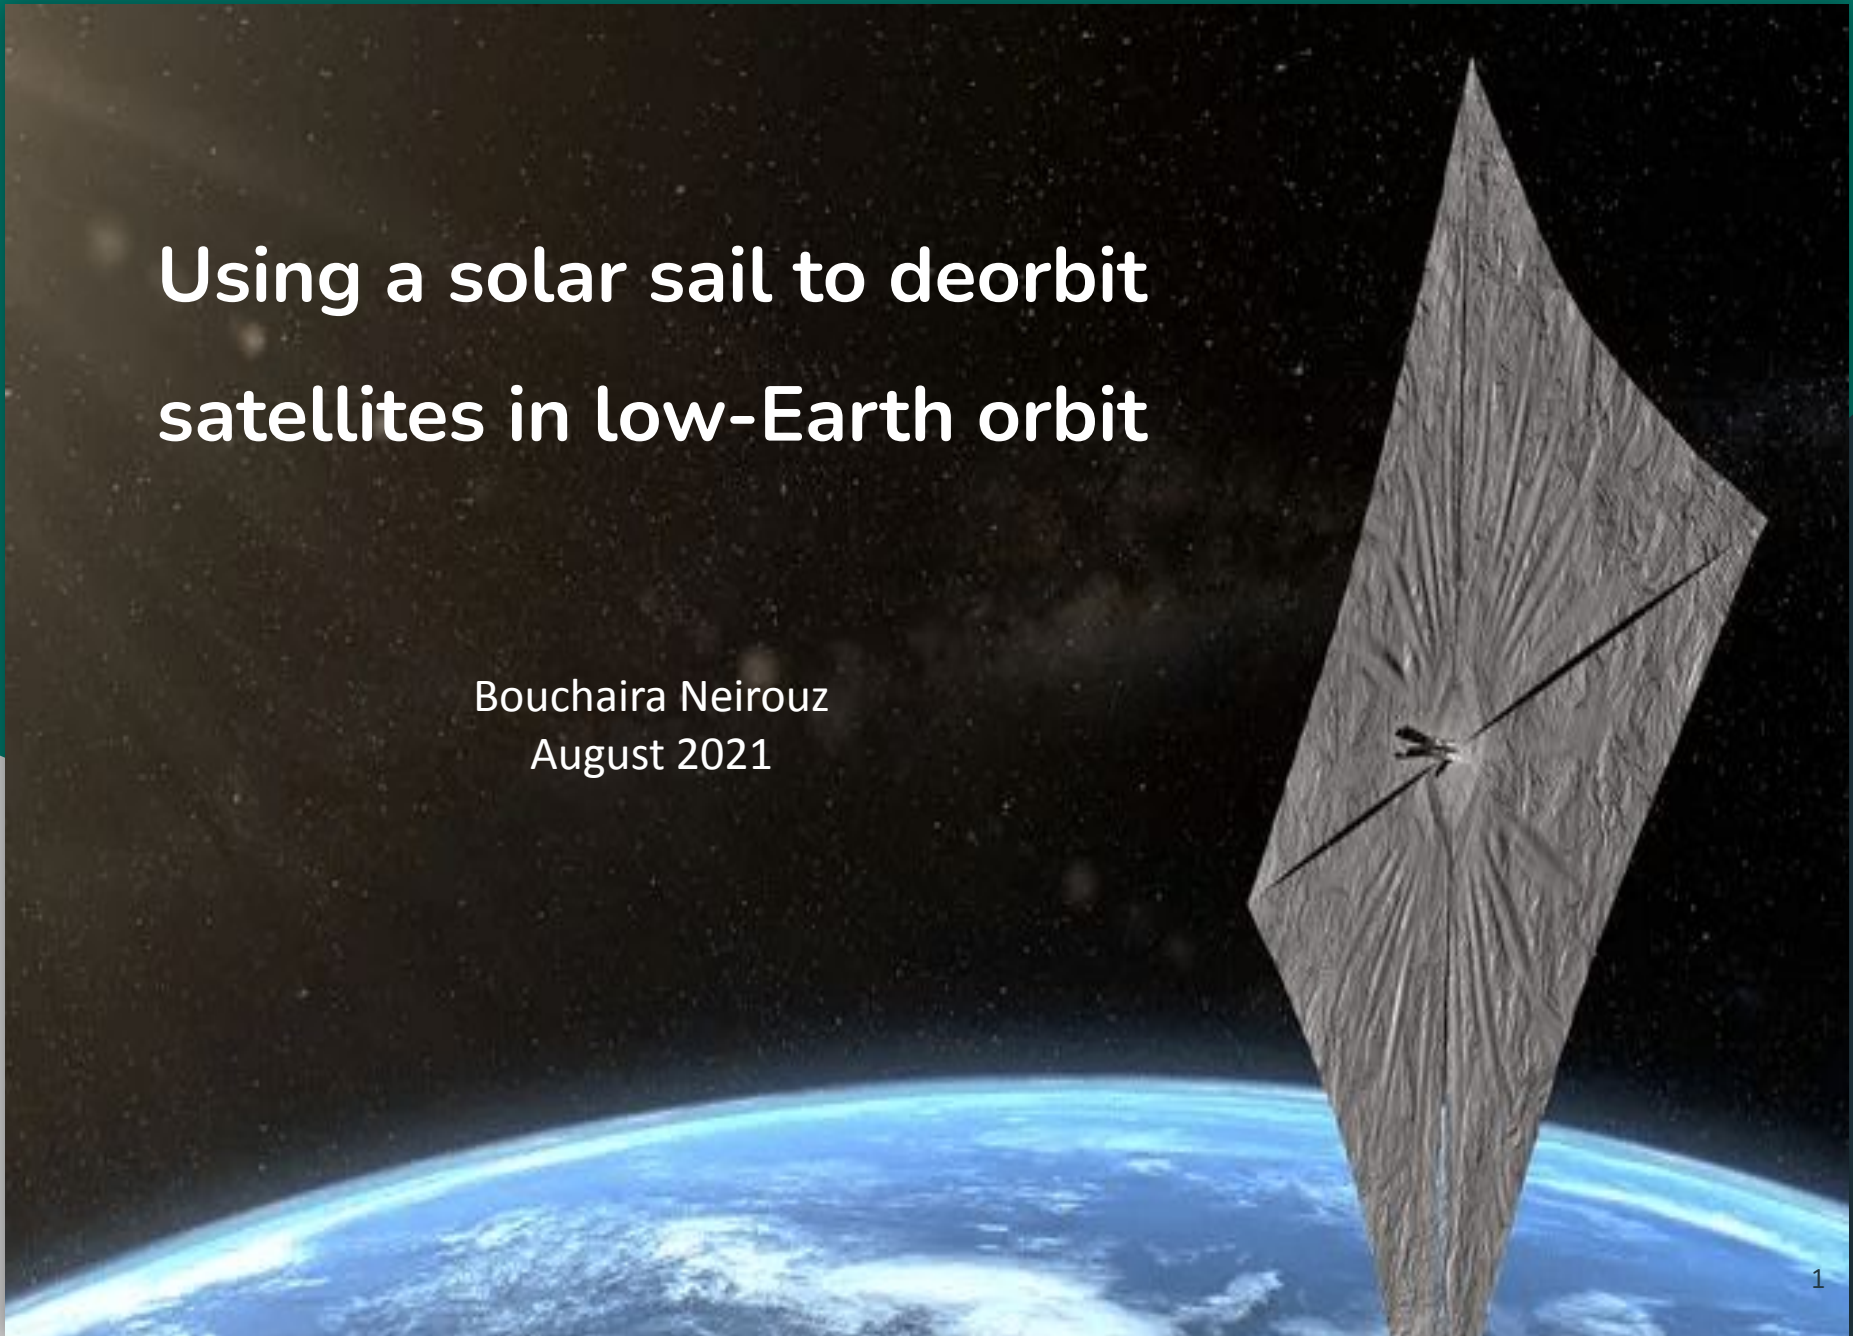 Using a solar sail to deorbit
satellites in low-Earth orbit
Bouchaira Neirouz
August 2021
1